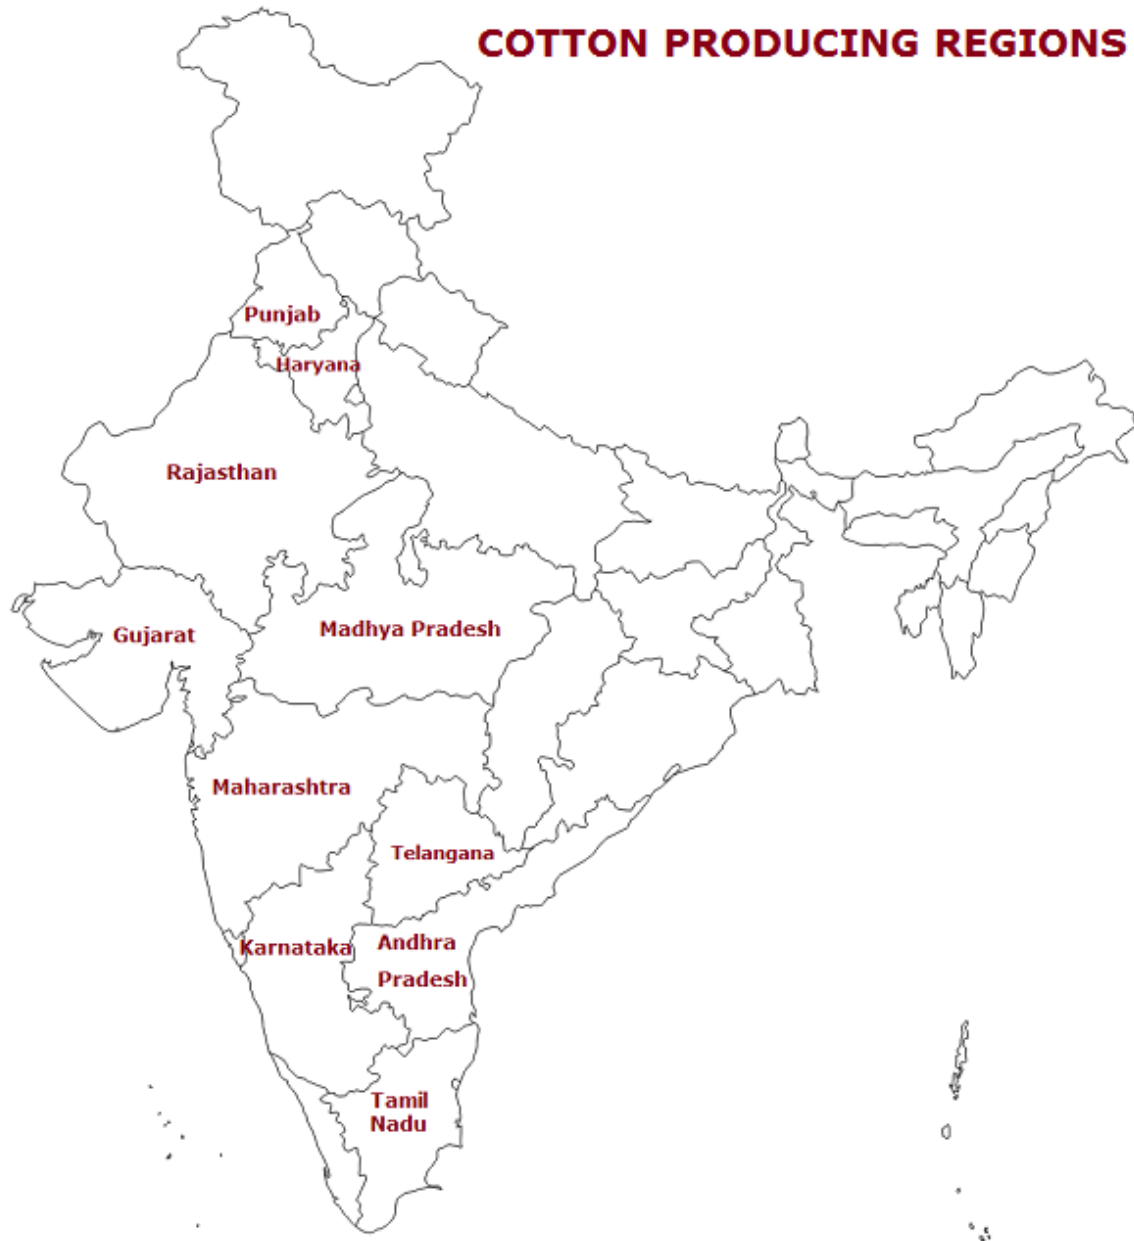 COTTON PRODUCING REGIONS
Punjab
Haryana
Rajasthan
Gujarat
Madhya Pradesh
Maharashtra
Telangana
Karnataka
Andhra
Pradesh
Tamil
Nadu